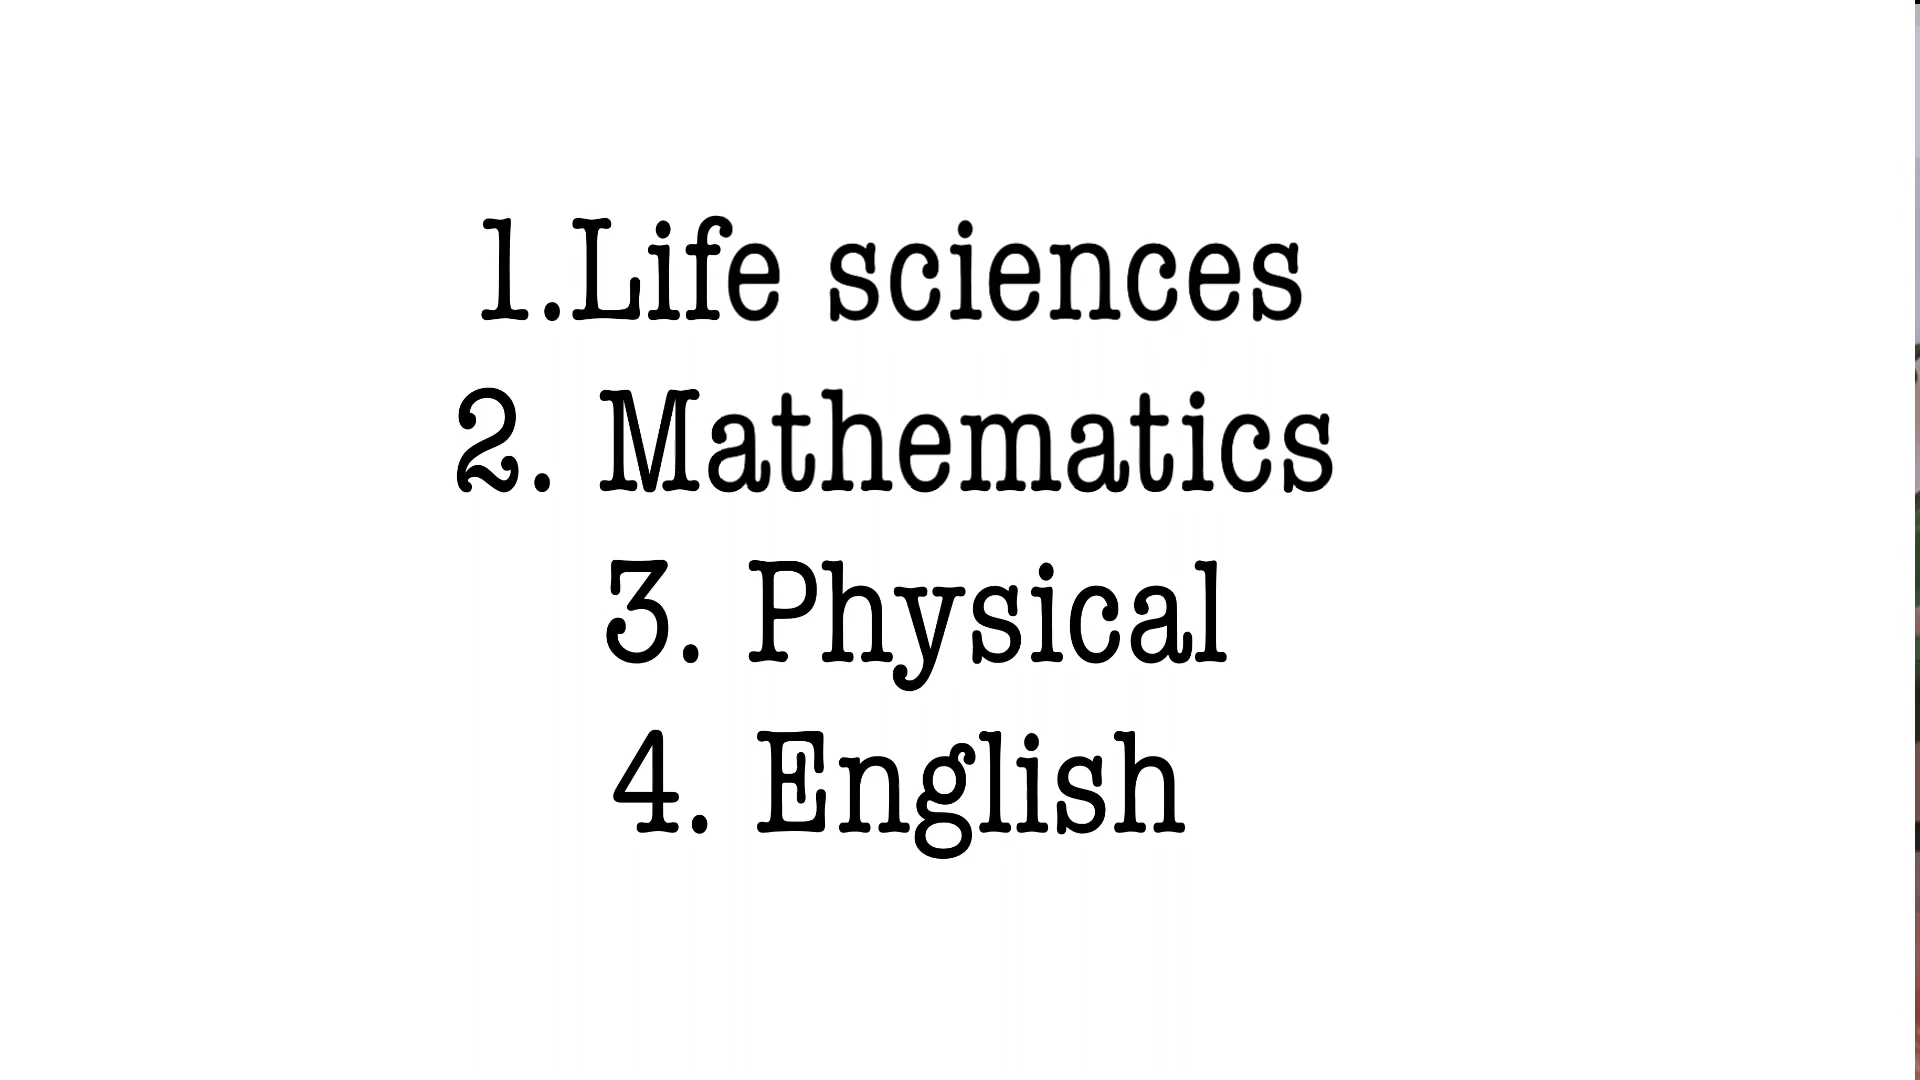 1.Life sciences
2. Mathematics
3. Physical
4. English